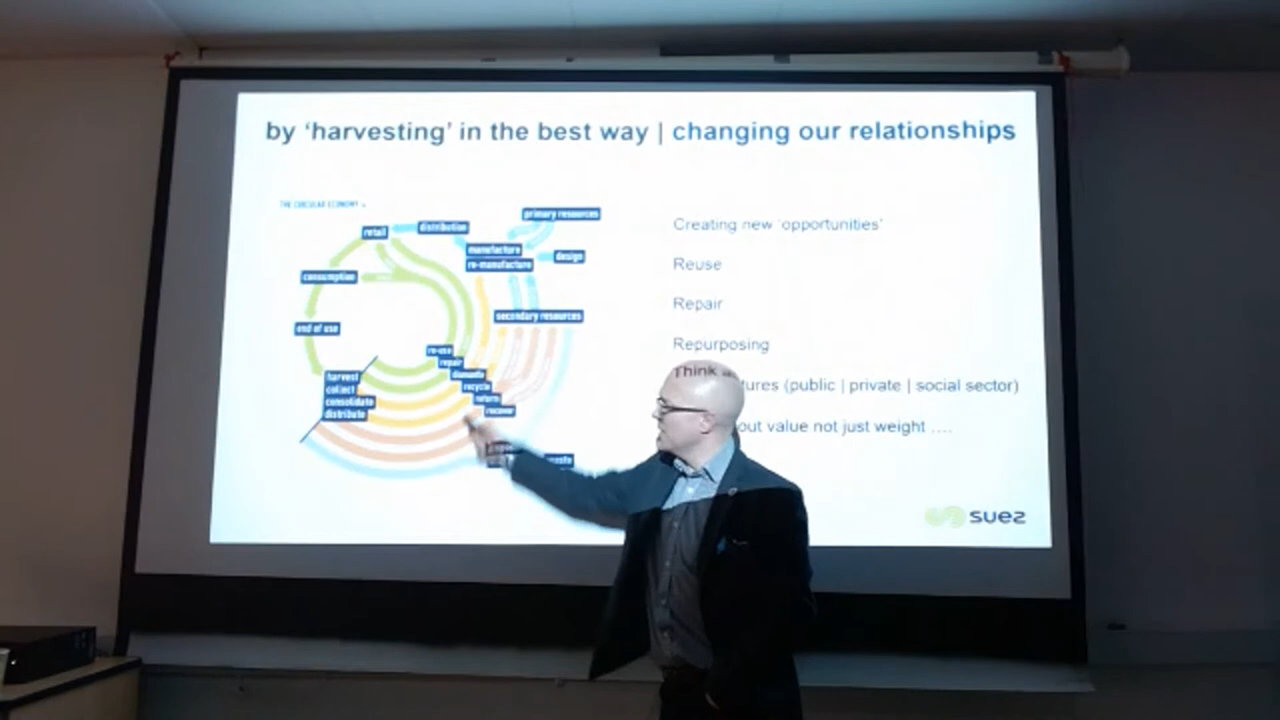 by ‘harvesting’ in the best way | changing our relationships
THE CIRCULAR ECONOMY
primary resources
retail
distribution
manufacture
re-manufacture
design
consumption
secondary resources
end of use
re-use
repair
dismantle
recycle
reform
recover
harvest
collect
consolidate
distribute
Creating new ‘opportunities’
Reuse
Repair
Repurposing
Think
tures (public | private | social sector)
out value not just weight ....
suez